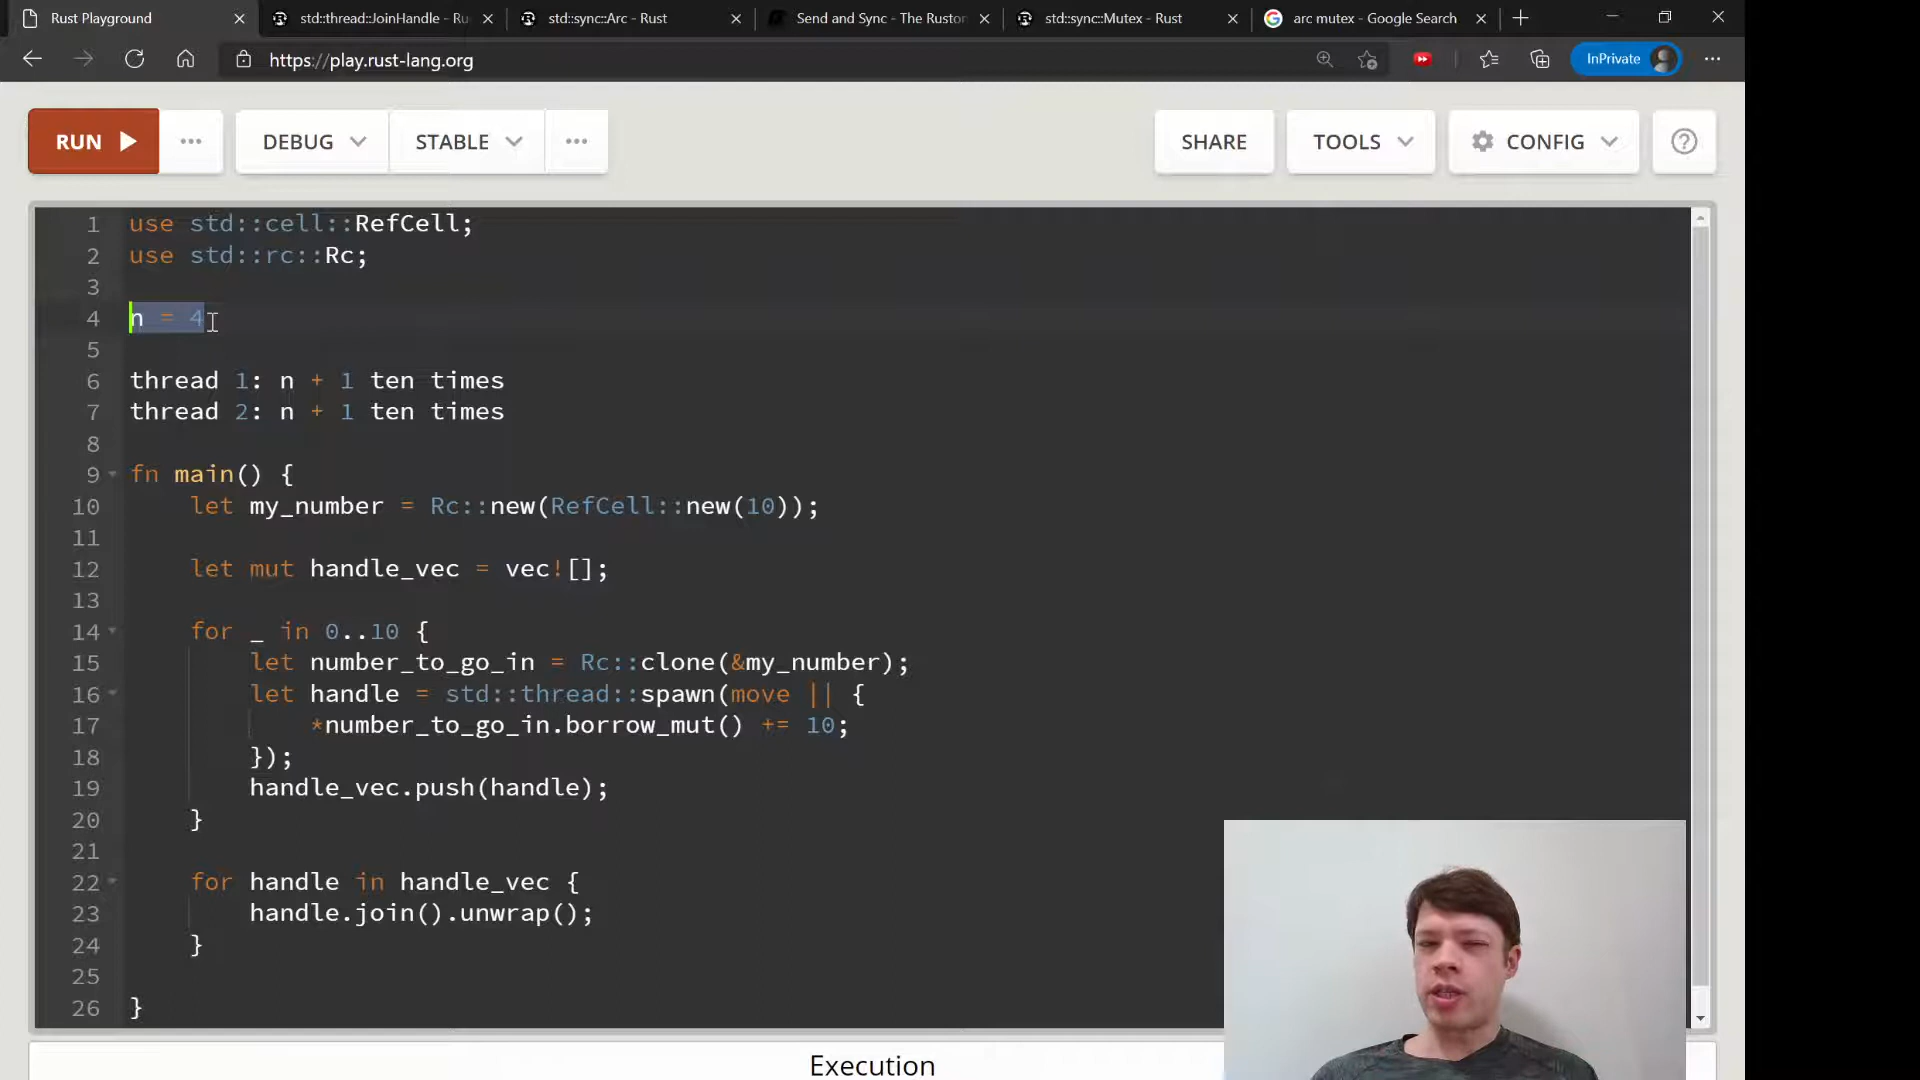 Rust Playground
std::thread::JoinHandle - Ru
std::sync::Arc - Rust
Send and Sync - The Ruston
std::sync::Mutex - Rust
arc mutex - Google Search
https://play.rust-lang.org
InPrivate
RUN
DEBUG
STABLE
SHARE
TOOLS
CONFIG
1 use std::cell::RefCell;
2 use std::rc::Rc;
3
4 n = 4
5
6 thread 1: n + 1 ten times
7 thread 2: n + 1 ten times
8
9 fn main() {
10 let my_number = Rc::new(RefCell::new(10));
11
12 let mut handle_vec = vec![];
13
14 for _ in 0..10 {
15 let number_to_go_in = Rc::clone(&my_number);
16 let handle = std::thread::spawn(move || {
17 *number_to_go_in.borrow_mut() += 10;
18 });
19 handle_vec.push(handle);
20 }
21
22 for handle in handle_vec {
23 handle.join().unwrap();
24 }
25
26 }
Execution